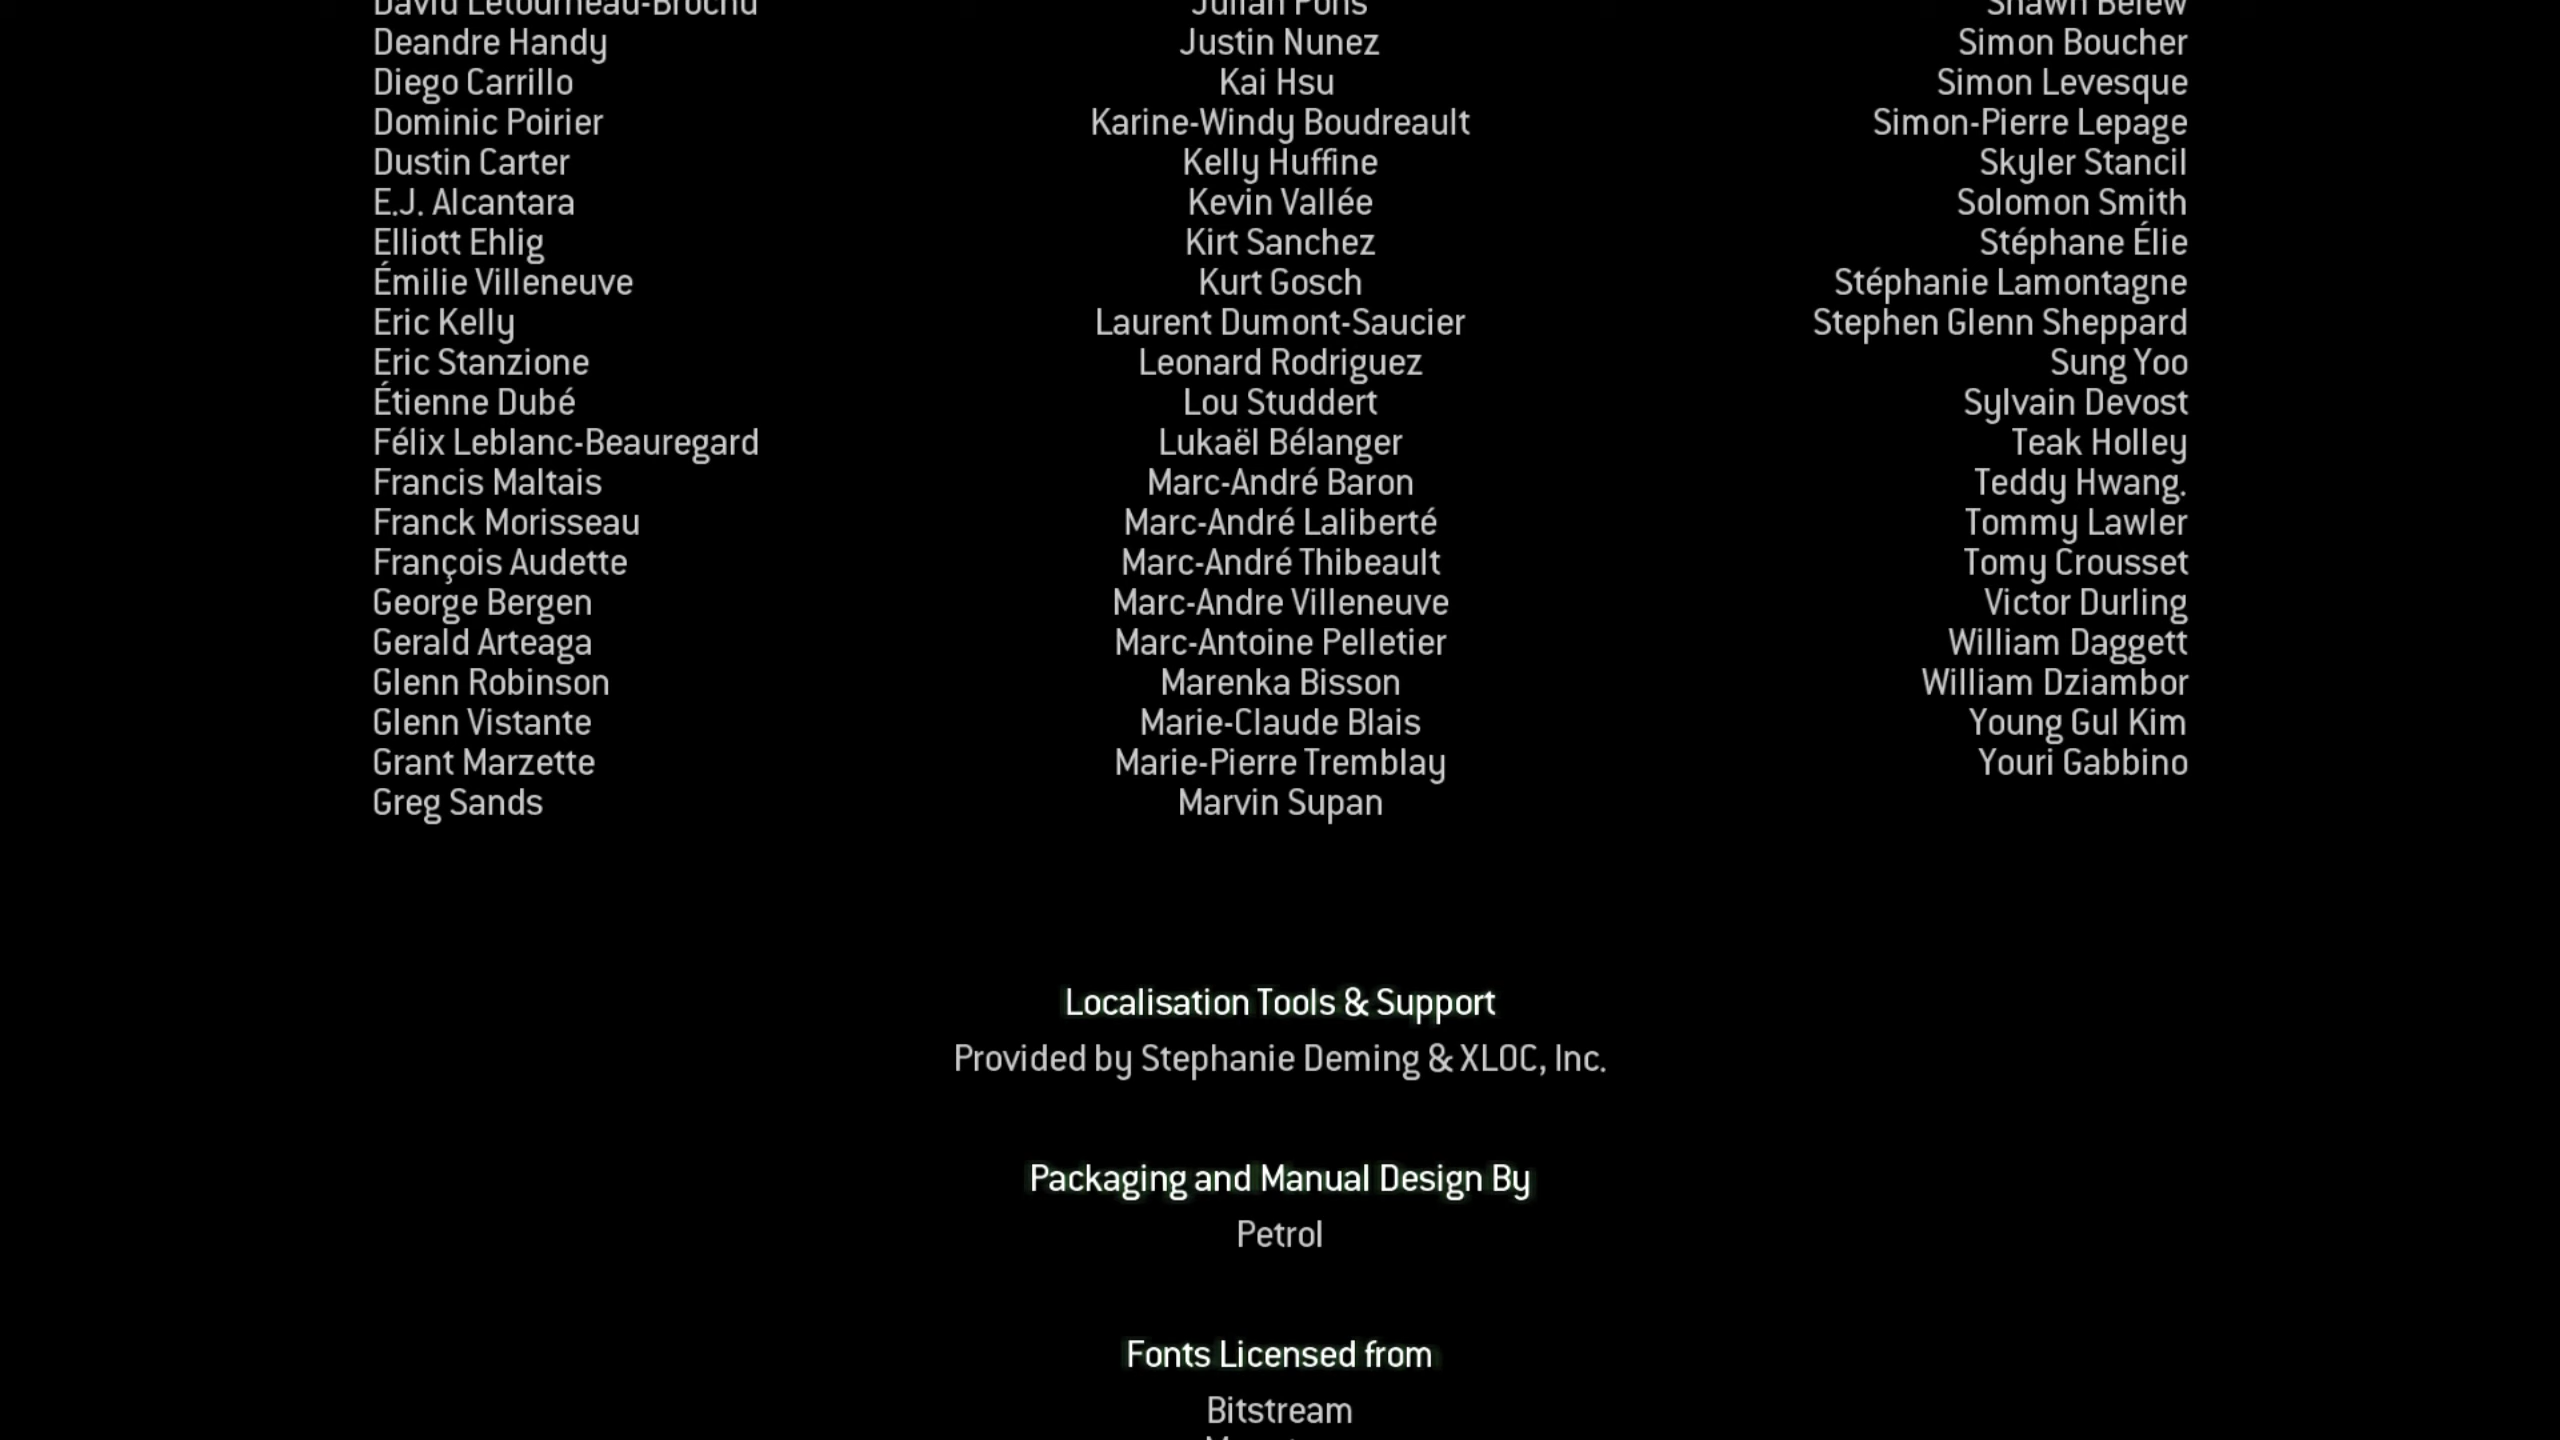 David Letourneau-Brochu
Deandre Handy
Diego Carrillo
Dominic Poirier
Dustin Carter
E.J. Alcantara
Elliott Ehlig
Émilie Villeneuve
Eric Kelly
Eric Stanzione
Étienne Dubé
Félix Leblanc-Beauregard
Francis Maltais
Franck Morisseau
François Audette
George Bergen
Gerald Arteaga
Glenn Robinson
Glenn Vistante
Grant Marzette
Greg Sands
Julian Pons
Justin Nunez
Kai Hsu
Karine-Windy Boudreault
Kelly Huffine
Kevin Vallée
Kirt Sanchez
Kurt Gosch
Laurent Dumont-Saucier
Leonard Rodriguez
Lou Studdert
Lukaël Bélanger
Marc-André Baron
Marc-André Laliberté
Marc-André Thibeault
Marc-Andre Villeneuve
Marc-Antoine Pelletier
Marenka Bisson
Marie-Claude Blais
Marie-Pierre Tremblay
Marvin Supan
Shawn Belew
Simon Boucher
Simon Levesque
Simon-Pierre Lepage
Skyler Stancil
Solomon Smith
Stéphane Élie
Stéphanie Lamontagne
Stephen Glenn Sheppard
Sung Yoo
Sylvain Devost
Teak Holley
Teddy Hwang.
Tommy Lawler
Tomy Crousset
Victor Durling
William Daggett
William Dziambor
Young Gul Kim
Youri Gabbino
Localisation Tools & Support
Provided by Stephanie Deming & XLOC, Inc.
Packaging and Manual Design By
Petrol
Fonts Licensed from
Bitstream